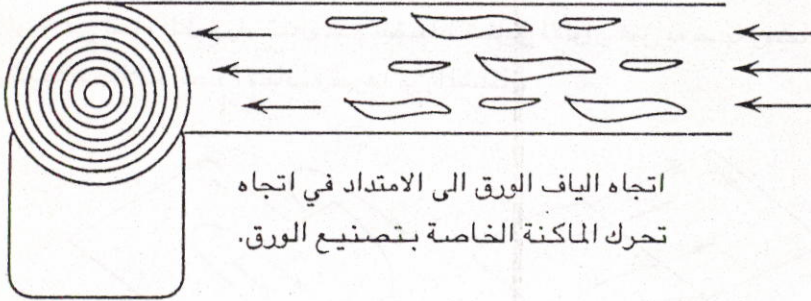 اتجاه الياف الورق الى الامتداد في اتجاه
تحرك الماكنة الخاصة بتصنيع الورق.